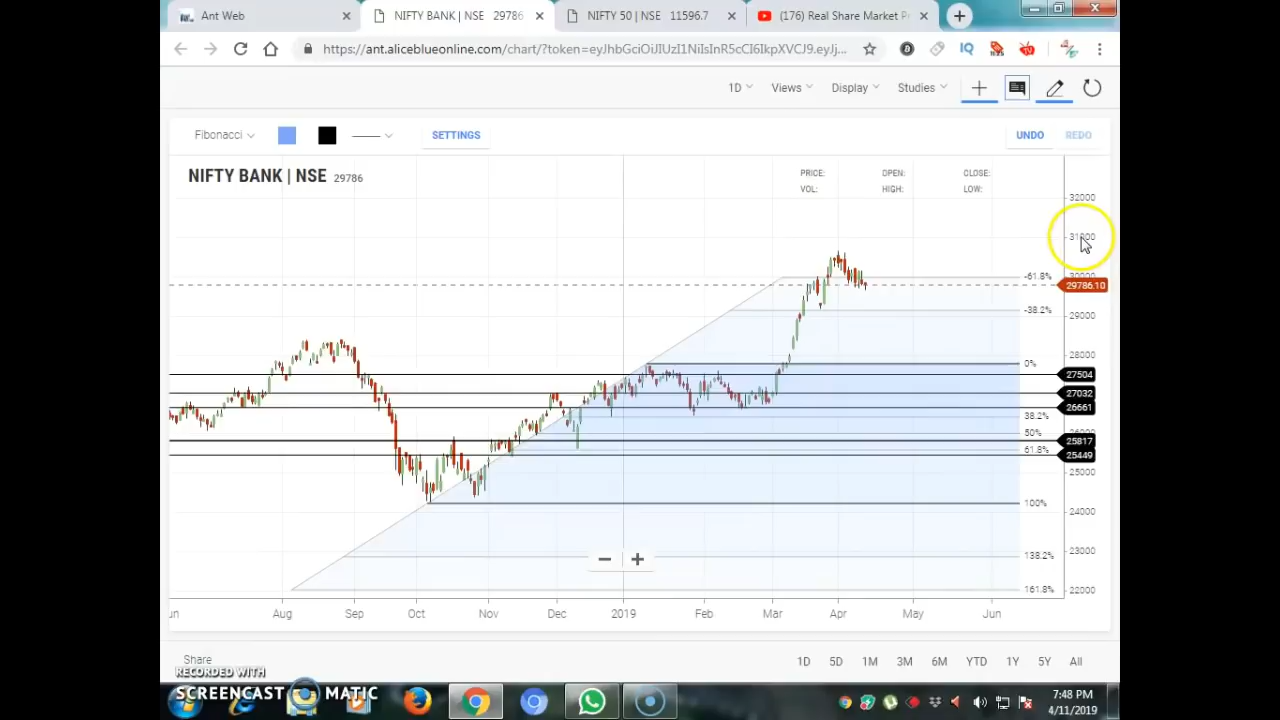 Ant Web
NIFTY BANK | NSE 29786
NIFTY 50 | NSE 11596.7
(176) Real Share Market P
https://ant.aliceblueonline.com/chart/?token=eyJhbGciOiJIUzI1NiIsInR5cCI6IkpXVCJ9.eyJ...
1D
Views
Display
Studies
Fibonacci
SETTINGS
UNDO
REDO
NIFTY BANK | NSE 29786
PRICE:
OPEN:
CLOSE:
VOL:
HIGH:
LOW:
32000
-61.8%
29786.10
-38.2%
29000
28000
0%
27504
27032
26661
38.2%
50%
25817
61.8%
25449
25000
100%
24000
23000
138.2%
161.8%
22000
Aug
Sep
Oct
Nov
Dec
2019
Feb
Mar
Apr
May
Jun
Share
1D
5D
1M
3M
6M
YTD
1Y
5Y
All
RECORDED WITH
SCREENCAST MATIC
7:48 PM
4/11/2019